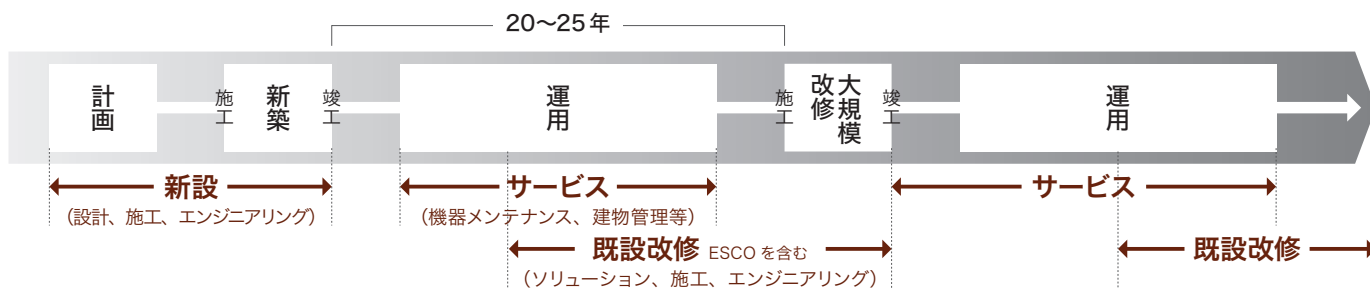 20〜25年
計画
施工
新築
竣工
運用
施工
大規模
改修
竣工
運用
新設
(設計、施工、エンジニアリング)
サービス
(機器メンテナンス、建物管理等)
サービス
既設改修 ESCOを含む
(ソリューション、施工、エンジニアリング)
既設改修